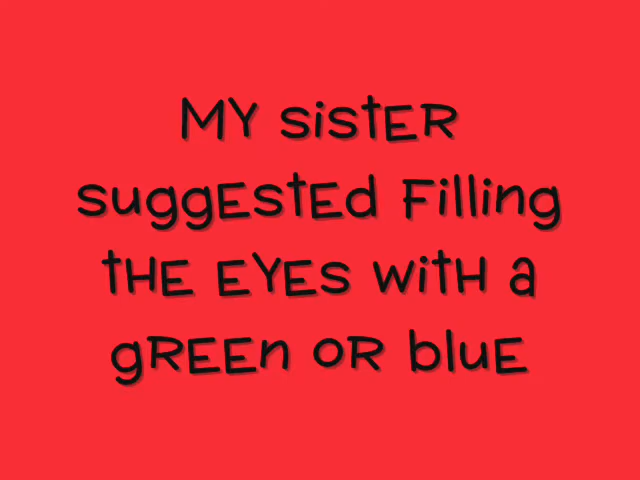 My sister
suggested filling
the eyes with a
green or blue